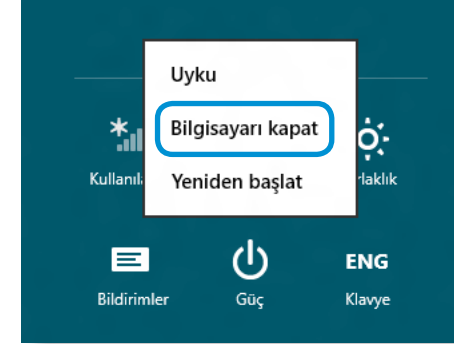 Uyku
Bilgisayarı kapat
Yeniden başlat
Bildirimler
Güç
ENG
Klavye